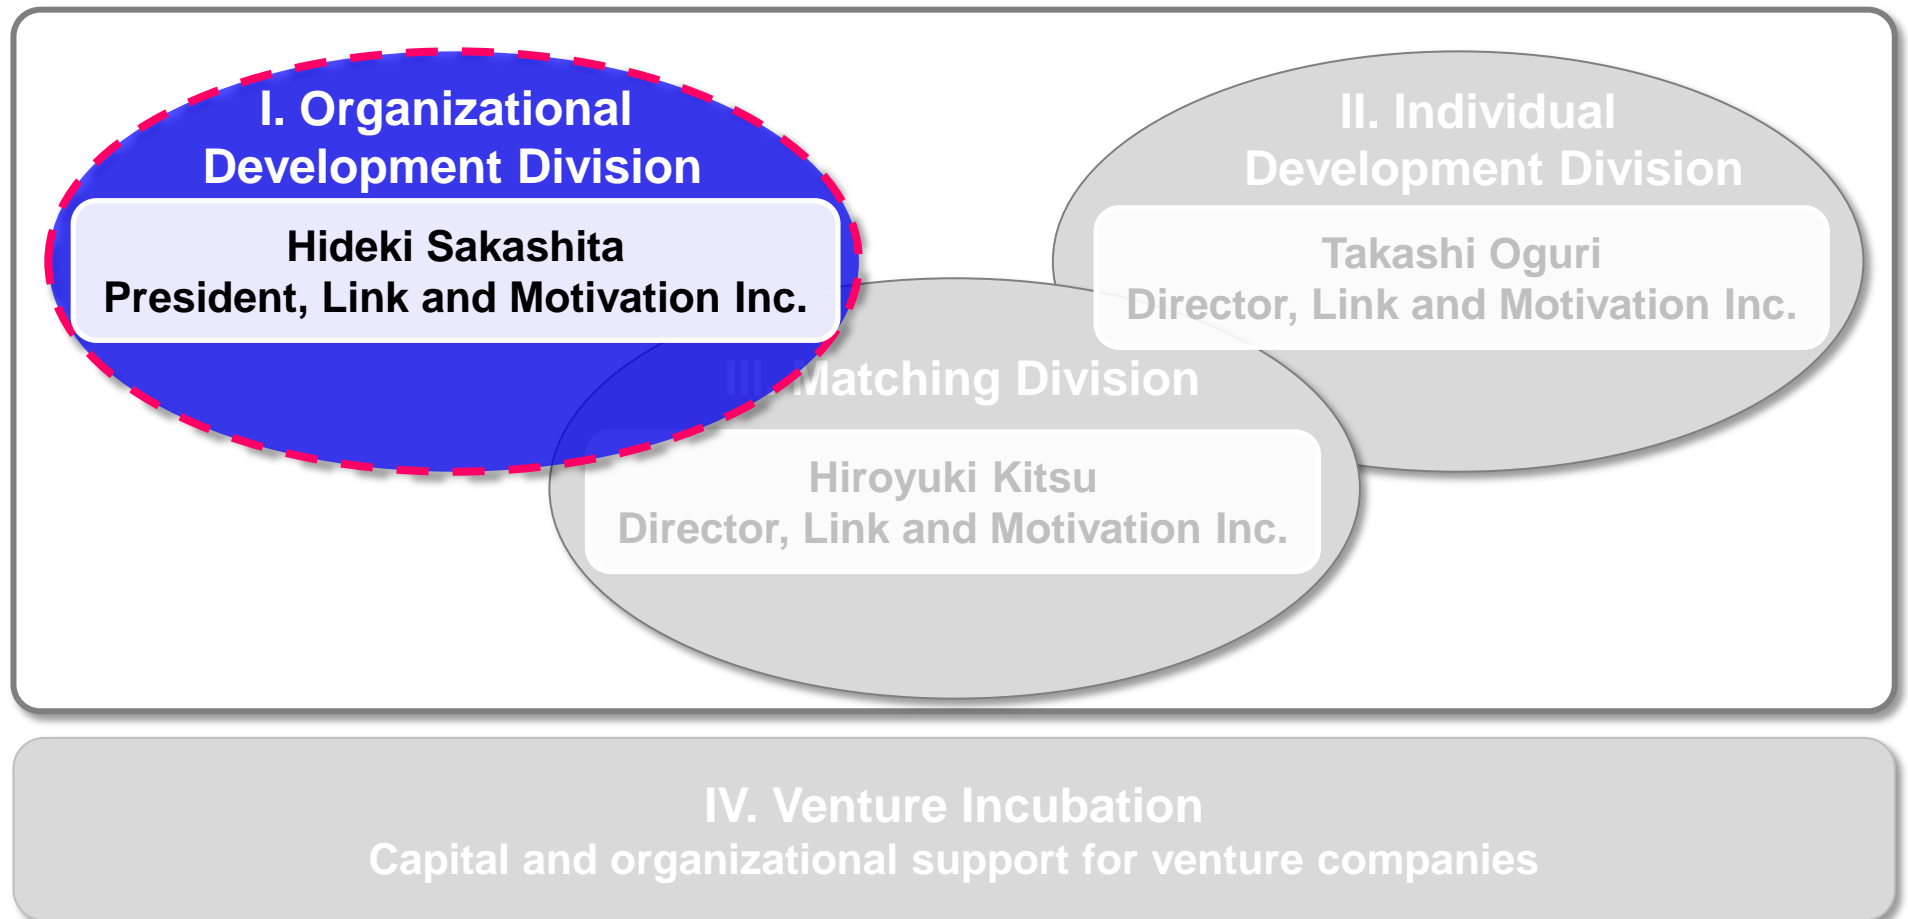 I. Organizational
Development Division
Hideki Sakashita
President, Link and Motivation Inc.
II. Individual
Development Division
Takashi Oguri
Director, Link and Motivation Inc.
III. Matching Division
Hiroyuki Kitsu
Director, Link and Motivation Inc.
IV. Venture Incubation
Capital and organizational support for venture companies